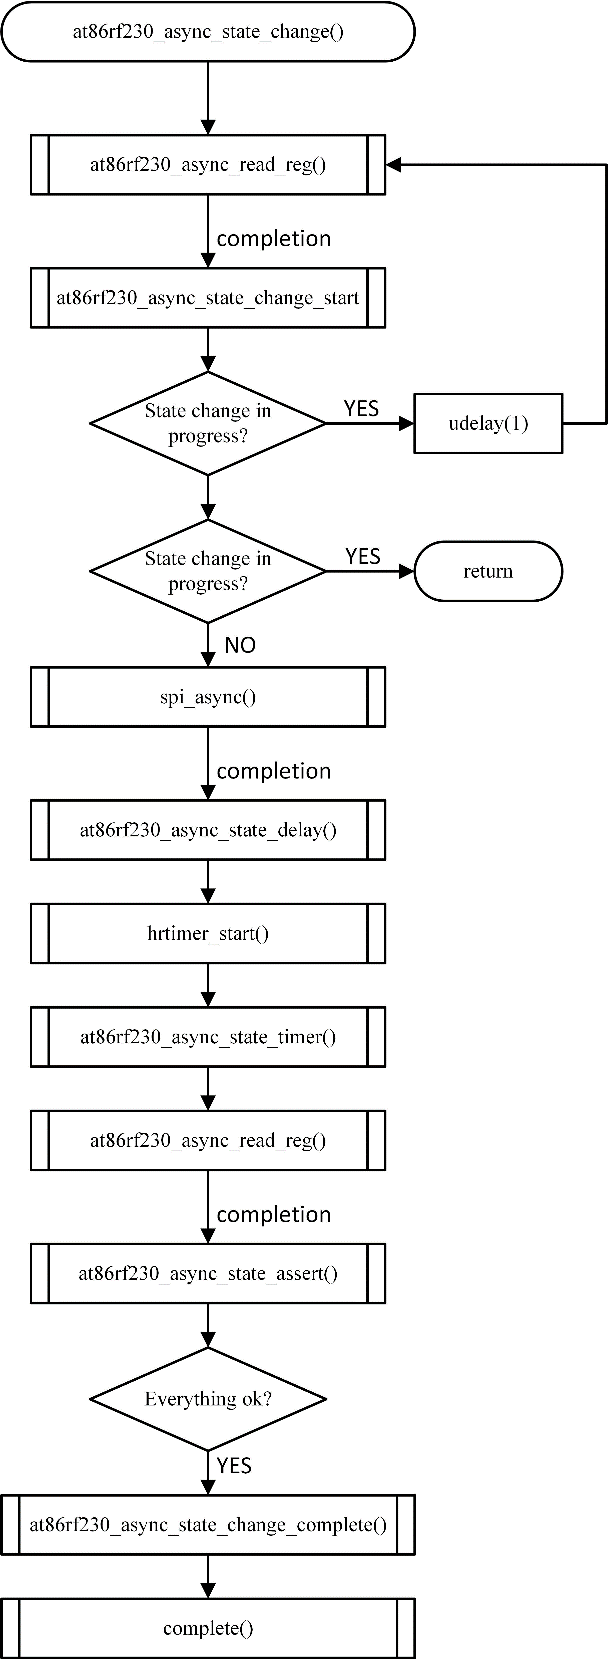 at86rf230_async_state_change()
at86rf230_async_read_reg()
completion
at86rf230_async_state_change_start
State change in
progress?
YES
udelay(1)
State change in
progress?
YES
return
NO
spi_async()
completion
at86rf230_async_state_delay()
hrtimer_start()
at86rf230_async_state_timer()
at86rf230_async_read_reg()
completion
at86rf230_async_state_assert()
Everything ok?
YES
at86rf230_async_state_change_complete()
complete()